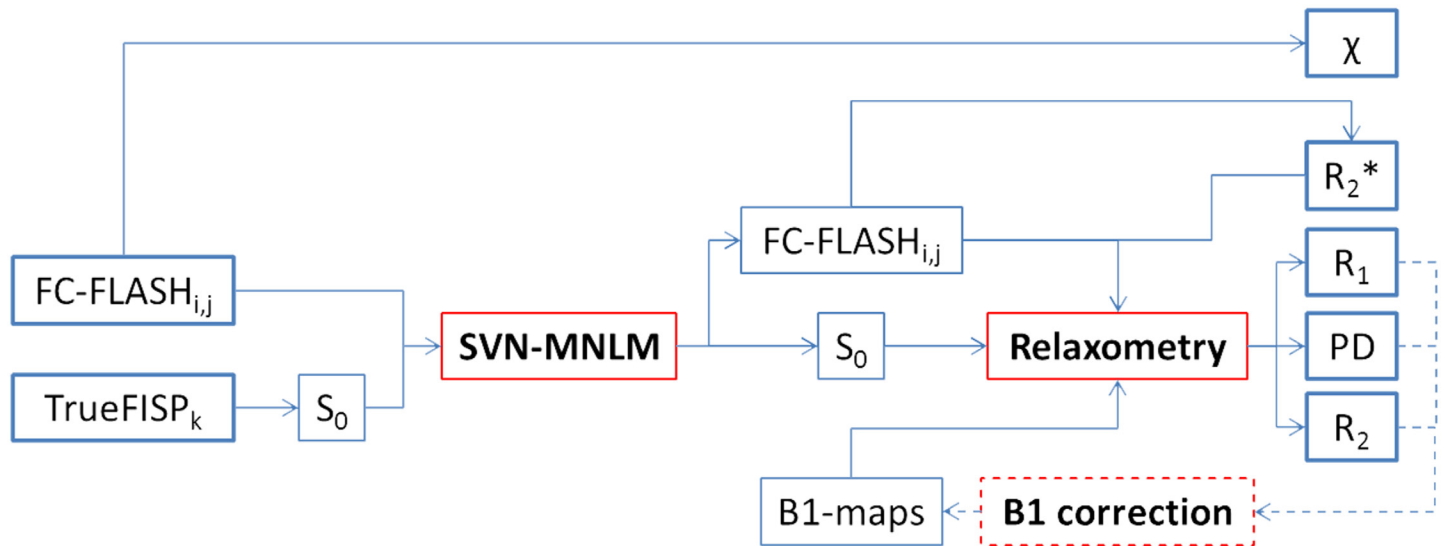 χ
R₂*
FC-FLASHᵢ,ⱼ
FC-FLASHᵢ,ⱼ
R₁
SVN-MNLM
S₀
Relaxometry
PD
TrueFISPₖ
S₀
R₂
B1-maps
B1 correction